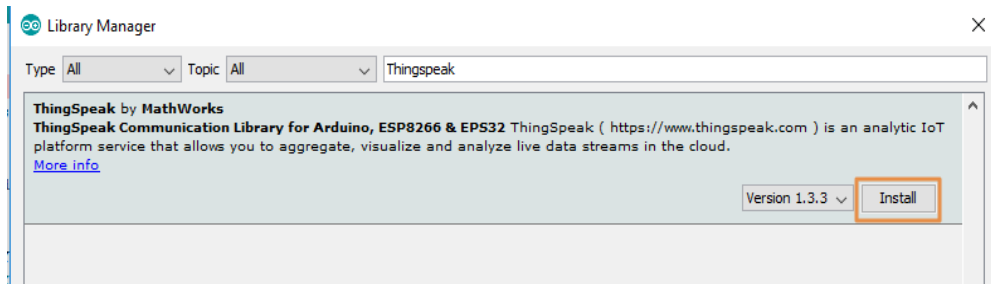 Library Manager
Type All Topic All Thingspeak
ThingSpeak by MathWorks
ThingSpeak Communication Library for Arduino, ESP8266 & EPS32 ThingSpeak ( https://www.thingspeak.com ) is an analytic IoT
platform service that allows you to aggregate, visualize and analyze live data streams in the cloud.
More info
Version 1.3.3 Install